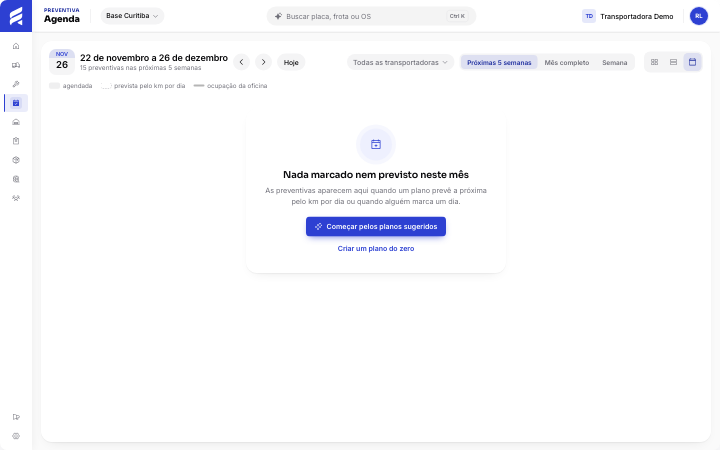 PREVENTIVA
Agenda
Base Curitiba
Buscar placa, frota ou OS
Ctrl K
TD
Transportadora Demo
RL
NOV
26
22 de novembro a 26 de dezembro
15 preventivas nas próximas 5 semanas
Hoje
Todas as transportadoras
Próximas 5 semanas
Mês completo
Semana
agendada
prevista pelo km por dia
ocupação da oficina
Nada marcado nem previsto neste mês
As preventivas aparecem aqui quando um plano prevê a próxima
pelo km por dia ou quando alguém marca um dia.
Começar pelos planos sugeridos
Criar um plano do zero